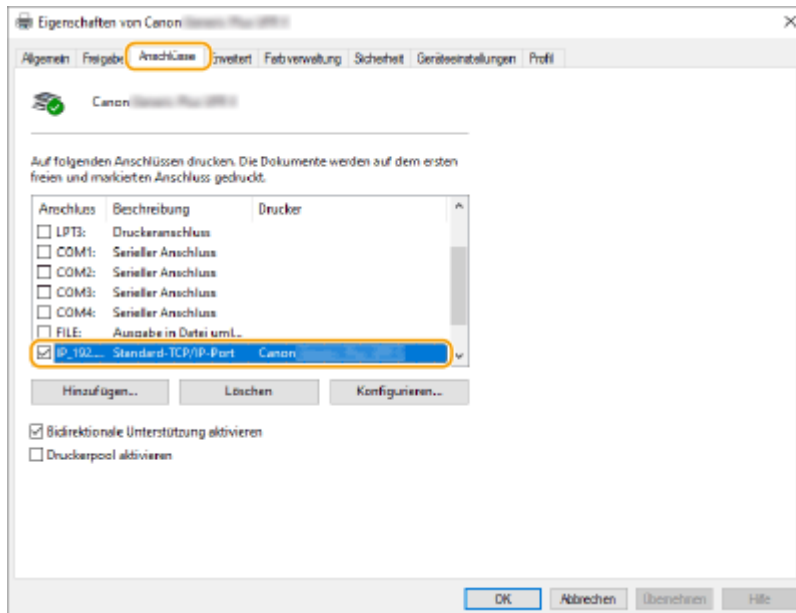 Eigenschaften von Canon
Allgemein Freigabe Anschlüsse Erweitert Farbverwaltung Sicherheit Geräteeinstellungen Profil
Canon
Auf folgenden Anschlüssen drucken. Die Dokumente werden auf dem ersten
freien und markierten Anschluss gedruckt.
Anschluss Beschreibung Drucker
LPT3: Druckeranschluss
COM1: Serieller Anschluss
COM2: Serieller Anschluss
COM3: Serieller Anschluss
COM4: Serieller Anschluss
FILE: Ausgabe in Datei uml...
IP_192.... Standard-TCP/IP-Port Canon
Hinzufügen... Löschen Konfigurieren...
Bidirektionale Unterstützung aktivieren
Druckerpool aktivieren
OK Abbrechen Übernehmen Hilfe